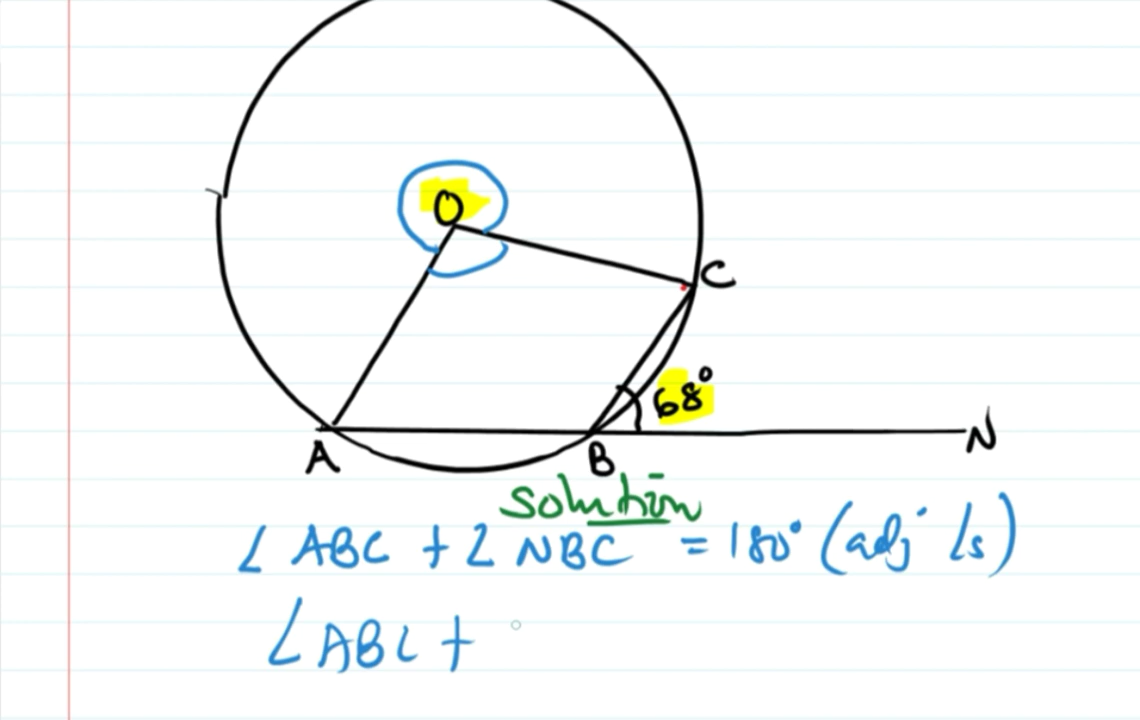 O
C
68°
A
B
N
Solution
∠ ABC + ∠ NBC = 180° (adj ∠s)
∠ABC +